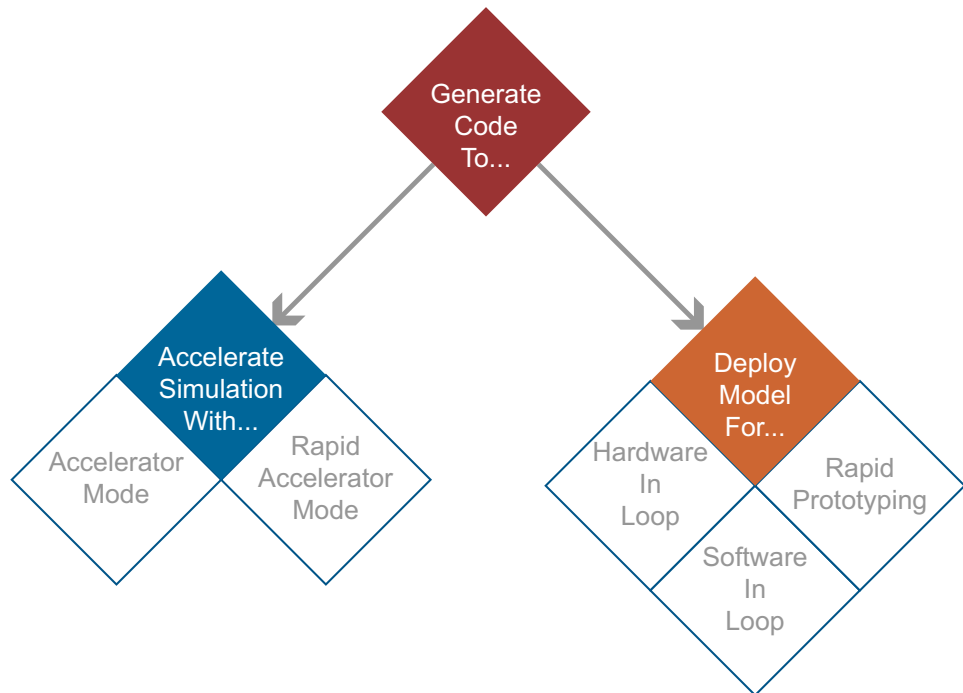 Generate
Code
To...
Accelerate
Simulation
With...
Accelerator
Mode
Rapid
Accelerator
Mode
Deploy
Model
For...
Hardware
In
Loop
Software
In
Loop
Rapid
Prototyping